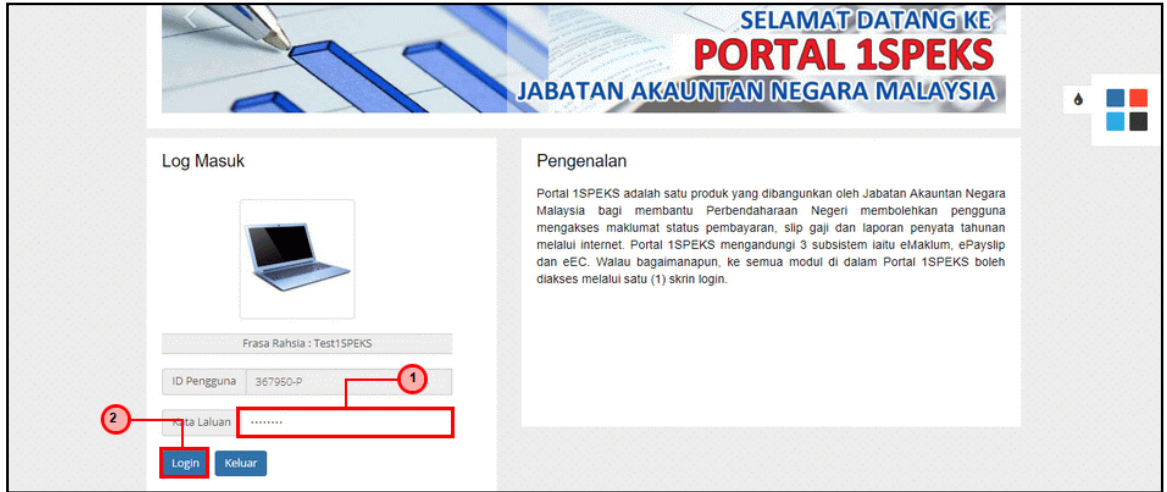 SELAMAT DATANG KE
PORTAL 1SPEKS
JABATAN AKAUNTAN NEGARA MALAYSIA
Log Masuk
Frasa Rahsia : Test1SPEKS
ID Pengguna 367950-P
1
2
Kata Laluan ········
Login Keluar
Pengenalan
Portal 1SPEKS adalah satu produk yang dibangunkan oleh Jabatan Akauntan Negara
Malaysia bagi membantu Perbendaharaan Negeri membolehkan pengguna
mengakses maklumat status pembayaran, slip gaji dan laporan penyata tahunan
melalui internet. Portal 1SPEKS mengandungi 3 subsistem iaitu eMaklum, ePayslip
dan eEC. Walau bagaimanapun, ke semua modul di dalam Portal 1SPEKS boleh
diakses melalui satu (1) skrin login.